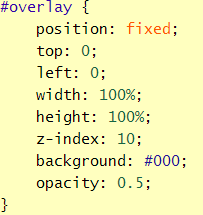 #overlay {
    position: fixed;
    top: 0;
    left: 0;
    width: 100%;
    height: 100%;
    z-index: 10;
    background: #000;
    opacity: 0.5;
}